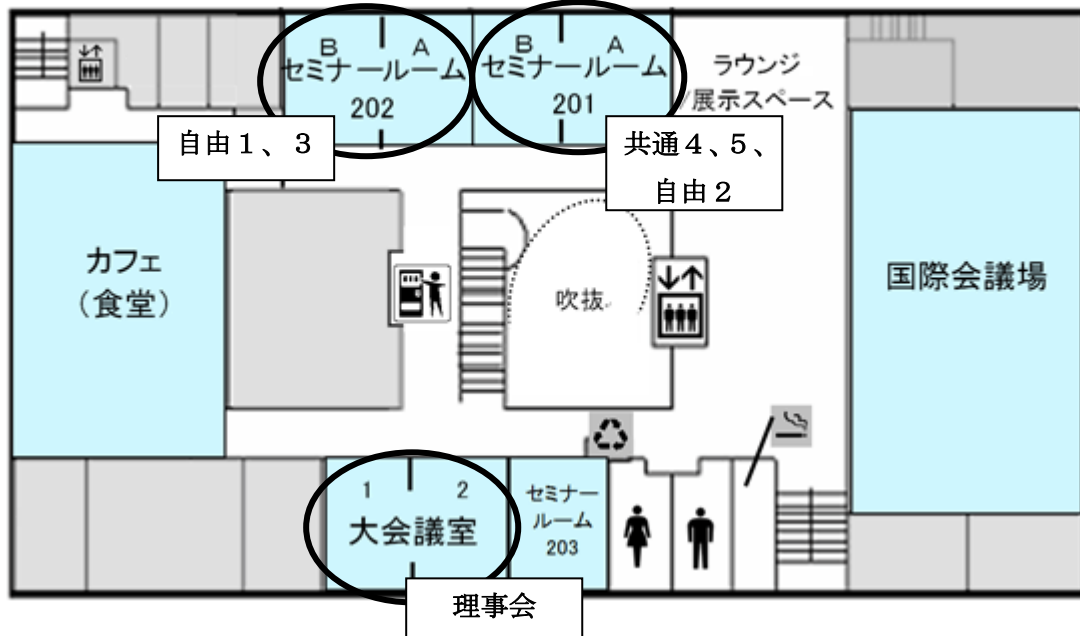 B A
セミナールーム
202
B A
セミナールーム
201
ラウンジ
/展示スペース
自由１、３
共通４、５、
自由２
カフェ
（食堂）
吹抜
国際会議場
1 2
大会議室
セミナー
ルーム
203
理事会